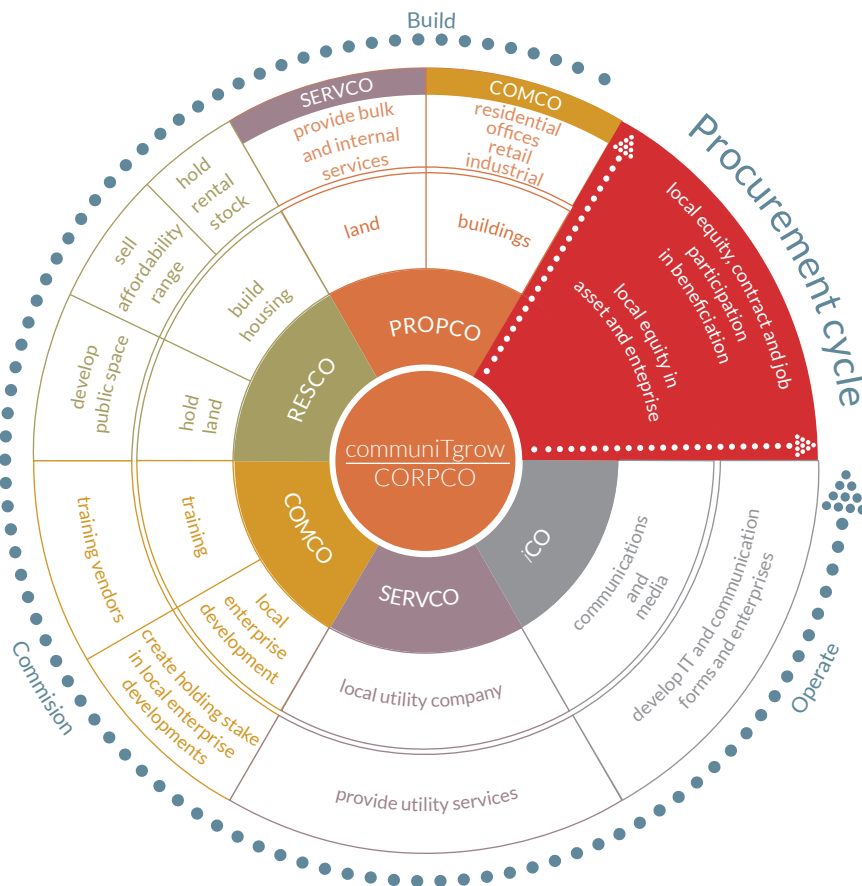 Build
Procurement cycle
SERVCO
provide bulk
and internal
services
COMCO
residential
offices
retail
industrial
local equity, contract and job
participation
in beneficiation
local equity in
asset and enteprise
hold
rental
stock
sell
affordability
range
develop
public space
build
housing
hold
land
land
buildings
PROPCO
RESCO
communiTgrow
CORPCO
COMCO
SERVCO
iCO
training
training vendors
local
enterprise
development
create holding stake
in local enterprise
developments
local utility company
provide utility services
communications
and
media
develop IT and communication
forms and enterprises
Commision
Operate